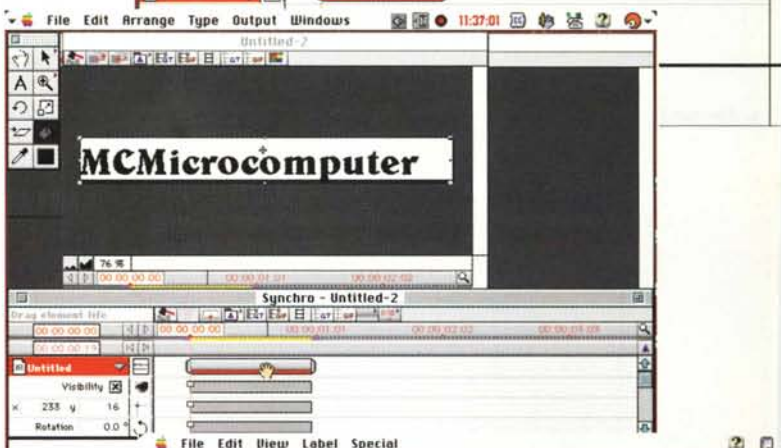 File Edit Arrange Type Output Windows 11:37:01
Untitled-2
A
MCMicrocomputer
76 %
00:00:00:00 00:00:01:01 00:00:02:02
Synchro - Untitled-2
Drag element life
00:00:00:00 00:00:00:00 00:00:01:01 00:00:02:02
00:00:00:19
Untitled
Visibility
x 233 y 16
Rotation 0.0 °
File Edit View Label Special